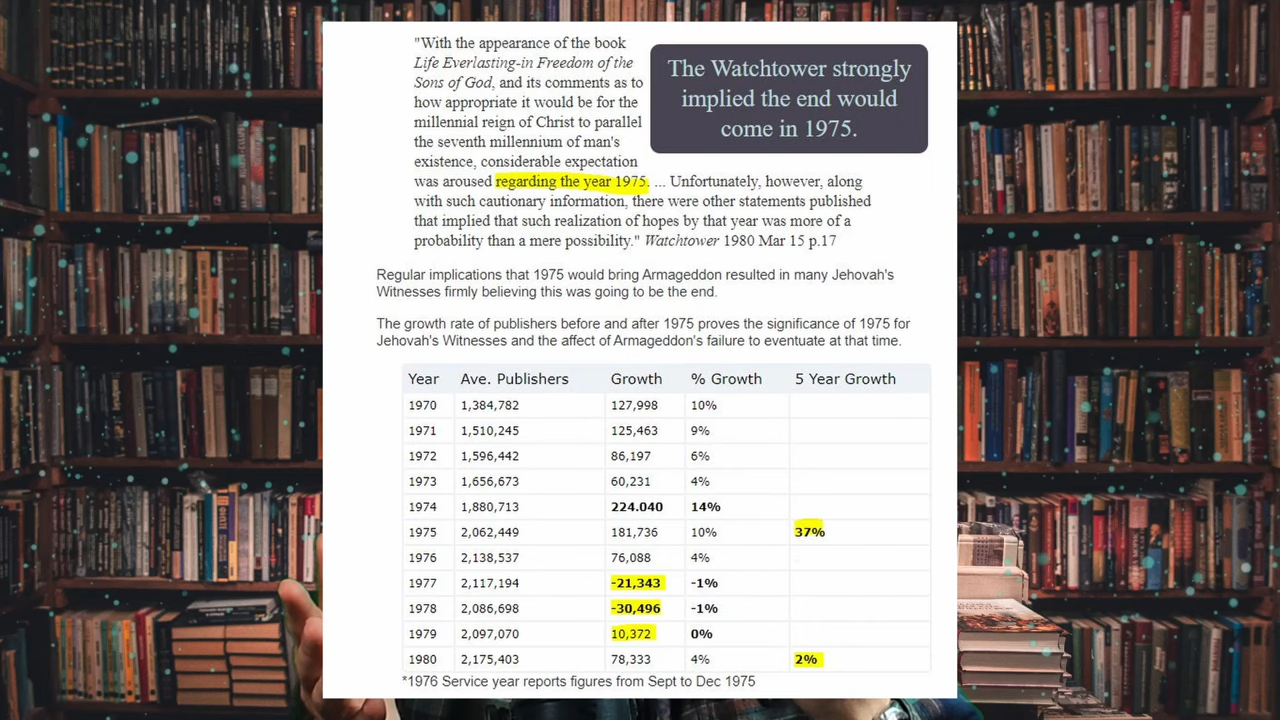 "With the appearance of the book
Life Everlasting-in Freedom of the
Sons of God, and its comments as to
how appropriate it would be for the
millennial reign of Christ to parallel
the seventh millennium of man's
existence, considerable expectation
was aroused regarding the year 1975. ... Unfortunately, however, along
with such cautionary information, there were other statements published
that implied that such realization of hopes by that year was more of a
probability than a mere possibility." Watchtower 1980 Mar 15 p.17
The Watchtower strongly
implied the end would
come in 1975.
Regular implications that 1975 would bring Armageddon resulted in many Jehovah's
Witnesses firmly believing this was going to be the end.
The growth rate of publishers before and after 1975 proves the significance of 1975 for
Jehovah's Witnesses and the affect of Armageddon's failure to eventuate at that time.
Year Ave. Publishers Growth % Growth 5 Year Growth
1970 1,384,782 127,998 10%
1971 1,510,245 125,463 9%
1972 1,596,442 86,197 6%
1973 1,656,673 60,231 4%
1974 1,880,713 224.040 14%
1975 2,062,449 181,736 10% 37%
1976 2,138,537 76,088 4%
1977 2,117,194 -21,343 -1%
1978 2,086,698 -30,496 -1%
1979 2,097,070 10,372 0%
1980 2,175,403 78,333 4% 2%
*1976 Service year reports figures from Sept to Dec 1975